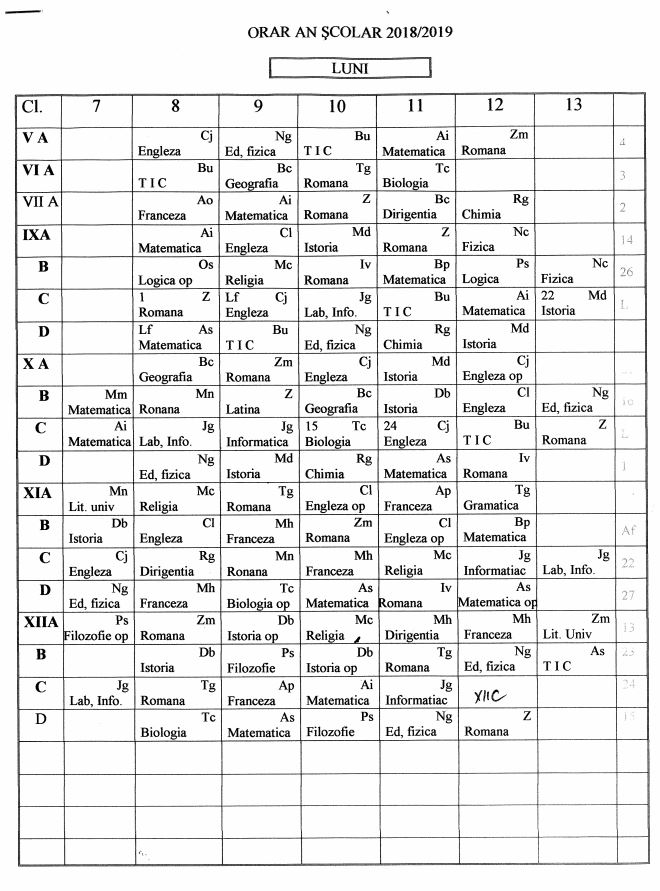 ORAR AN ŞCOLAR 2018/2019
LUNI
Cl. 7 8 9 10 11 12 13
V A Cj Ng Bu Ai Zm 4
Engleza Ed, fizica T I C Matematica Romana
VI A Bu Bc Tg Tc 3
T I C Geografia Romana Biologia
VII A Ao Ai Z Bc Rg 2
Franceza Matematica Romana Dirigentia Chimia
IXA Ai Cl Md Z Nc 14
Matematica Engleza Istoria Romana Fizica
B Os Mc Iv Bp Ps Nc 26
Logica op Religia Romana Matematica Logica Fizica
C 1 Z Lf Cj Jg Bu Ai 22 Md L
Romana Engleza Lab, Info. T I C Matematica Istoria
D Lf As Bu Ng Rg Md
Matematica T I C Ed, fizica Chimia Istoria
X A Bc Zm Cj Md Cj
Geografia Romana Engleza Istoria Engleza op
B Mm Mn Z Bc Db Cl Ng
Matematica Ronana Latina Geografia Istoria Engleza Ed, fizica
C Ai Jg Jg 15 Tc 24 Cj Bu Z L
Matematica Lab, Info. Informatica Biologia Engleza T I C Romana
D Ng Md Rg As Iv 1
Ed, fizica Istoria Chimia Matematica Romana
XIA Mn Mc Tg Cl Ap Tg
Lit. univ Religia Romana Engleza op Franceza Gramatica
B Db Cl Mh Zm Cl Bp Af
Istoria Engleza Franceza Romana Engleza op Matematica
C Cj Rg Mn Mh Mc Jg Jg 22
Engleza Dirigentia Ronana Franceza Religia Informatiac Lab, Info.
D Ng Mh Tc As Iv As 27
Ed, fizica Franceza Biologia op Matematica Romana Matematica op
XIIA Ps Zm Db Mc Mh Mh Zm 13
Filozofie op Romana Istoria op Religia Dirigentia Franceza Lit. Univ
B Db Ps Db Tg Ng As 23
Istoria Filozofie Istoria op Romana Ed, fizica T I C
C Jg Tg Ap Ai Jg XIIC 24
Lab, Info. Romana Franceza Matematica Informatiac
D Tc As Ps Ng Z 15
Biologia Matematica Filozofie Ed, fizica Romana